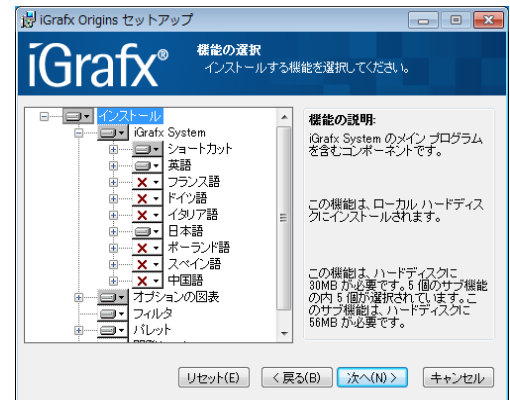 iGrafx Origins セットアップ
iGrafx®
機能の選択
インストールする機能を選択してください。
インストール
iGrafx System
ショートカット
英語
フランス語
ドイツ語
イタリア語
日本語
ポーランド語
スペイン語
中国語
オプションの図表
フィルタ
パレット
機能の説明:
iGrafx System のメイン プログラム
を含むコンポーネントです。
この機能は、ローカル ハードディス
クにインストールされます。
この機能は、ハードディスクに
30MB が必要です。5 個のサブ機能
の内 5 個が選択されています。こ
のサブ機能は、ハードディスクに
56MB が必要です。
リセット(E)
< 戻る(B)
次へ(N) >
キャンセル